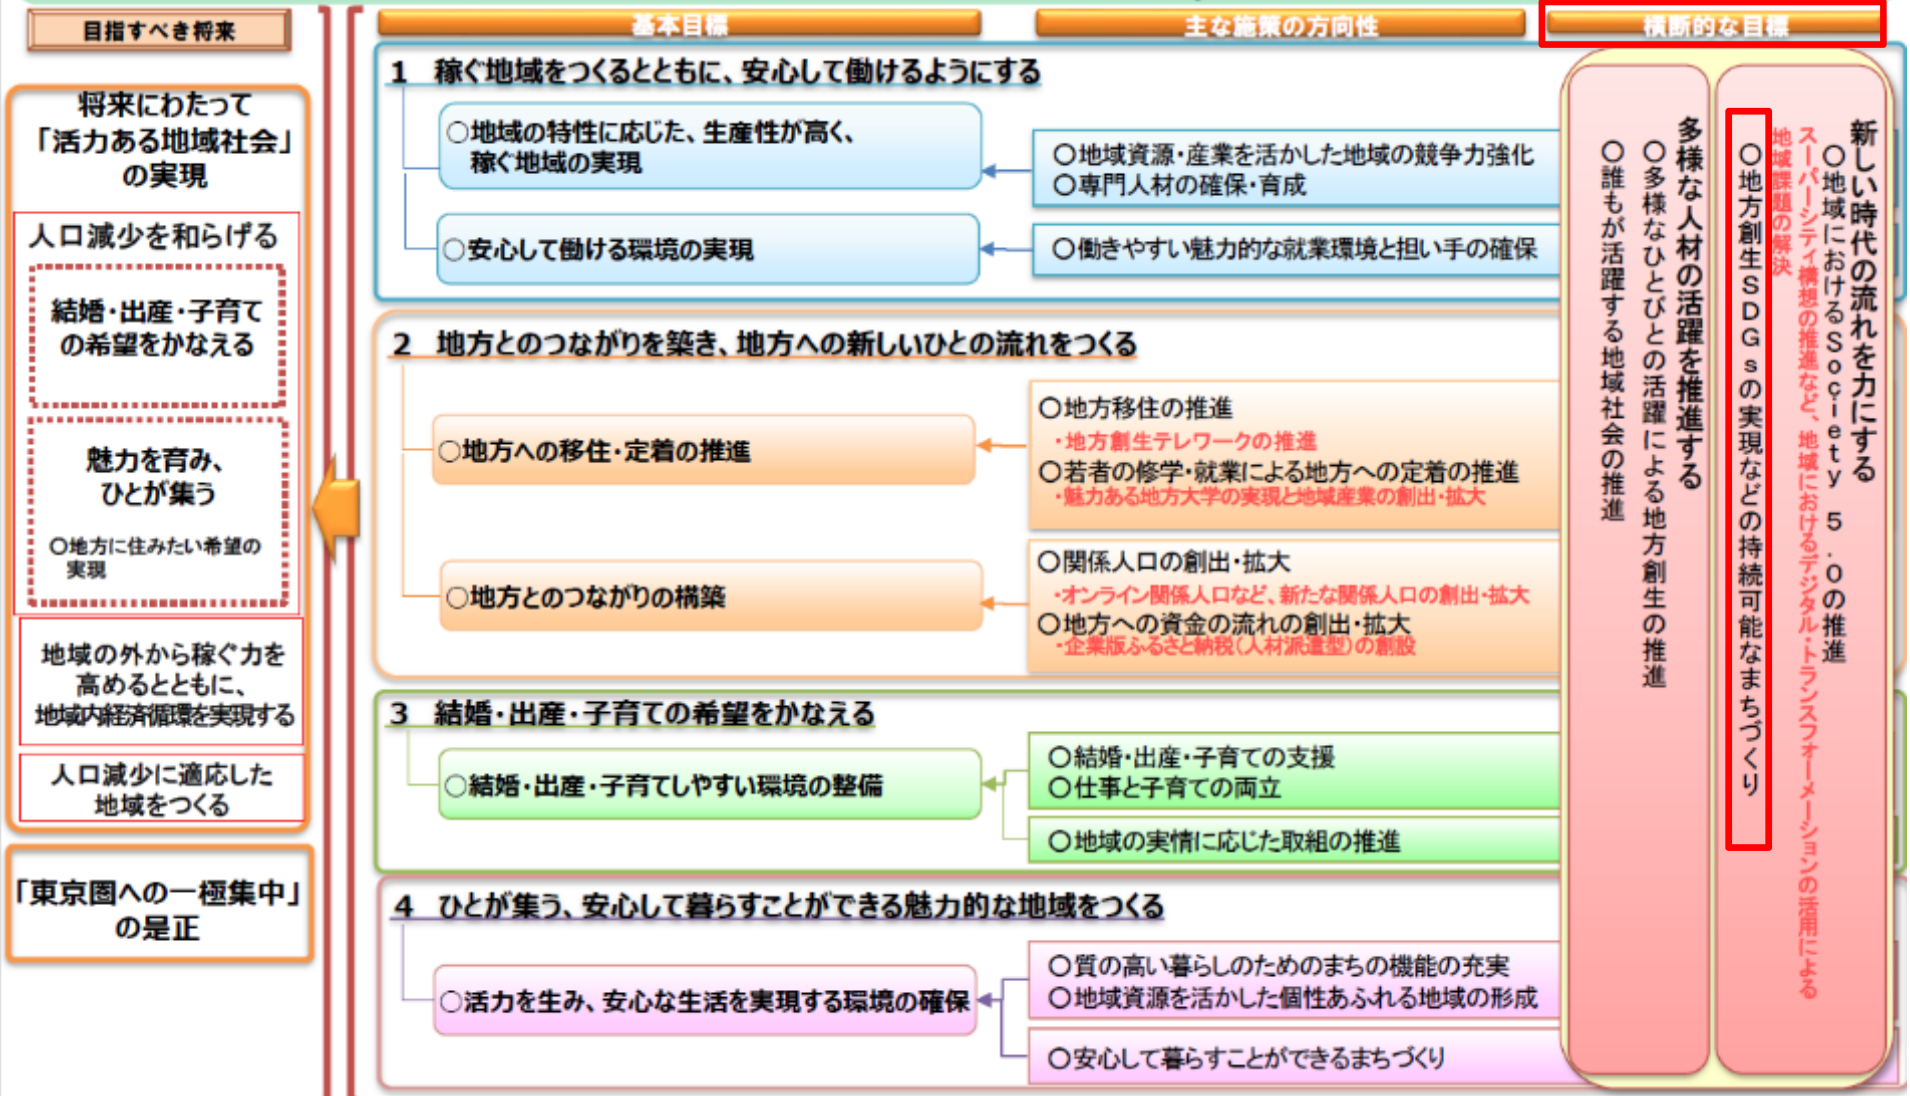 目指すべき将来
将来にわたって
「活力ある地域社会」
の実現
人口減少を和らげる
結婚・出産・子育て
の希望をかなえる
魅力を育み、
ひとが集う
○地方に住みたい希望の
実現
地域の外から稼ぐ力を
高めるとともに、
地域内経済循環を実現する
人口減少に適応した
地域をつくる
「東京圏への一極集中」
の是正
基本目標
主な施策の方向性
横断的な目標
1 稼ぐ地域をつくるとともに、安心して働けるようにする
○地域の特性に応じた、生産性が高く、
稼ぐ地域の実現
○地域資源・産業を活かした地域の競争力強化
○専門人材の確保・育成
○安心して働ける環境の実現
○働きやすい魅力的な就業環境と担い手の確保
2 地方とのつながりを築き、地方への新しいひとの流れをつくる
○地方への移住・定着の推進
○地方移住の推進
・地方創生テレワークの推進
○若者の修学・就業による地方への定着の推進
・魅力ある地方大学の実現と地域産業の創出・拡大
○地方とのつながりの構築
○関係人口の創出・拡大
・オンライン関係人口など、新たな関係人口の創出・拡大
○地方への資金の流れの創出・拡大
・企業版ふるさと納税(人材派遣型)の創設
3 結婚・出産・子育ての希望をかなえる
○結婚・出産・子育てしやすい環境の整備
○結婚・出産・子育ての支援
○仕事と子育ての両立
○地域の実情に応じた取組の推進
4 ひとが集う、安心して暮らすことができる魅力的な地域をつくる
○活力を生み、安心な生活を実現する環境の確保
○質の高い暮らしのためのまちの機能の充実
○地域資源を活かした個性あふれる地域の形成
○安心して暮らすことができるまちづくり
新しい時代の流れを力にする
○地域におけるSociety 5.0の推進
スーパーシティ構想の推進など、地域におけるデジタル・トランスフォーメーションの活用による
地域課題の解決
○地方創生SDGsの実現などの持続可能なまちづくり
多様な人材の活躍を推進する
○多様なひとびとの活躍による地方創生の推進
○誰もが活躍する地域社会の推進